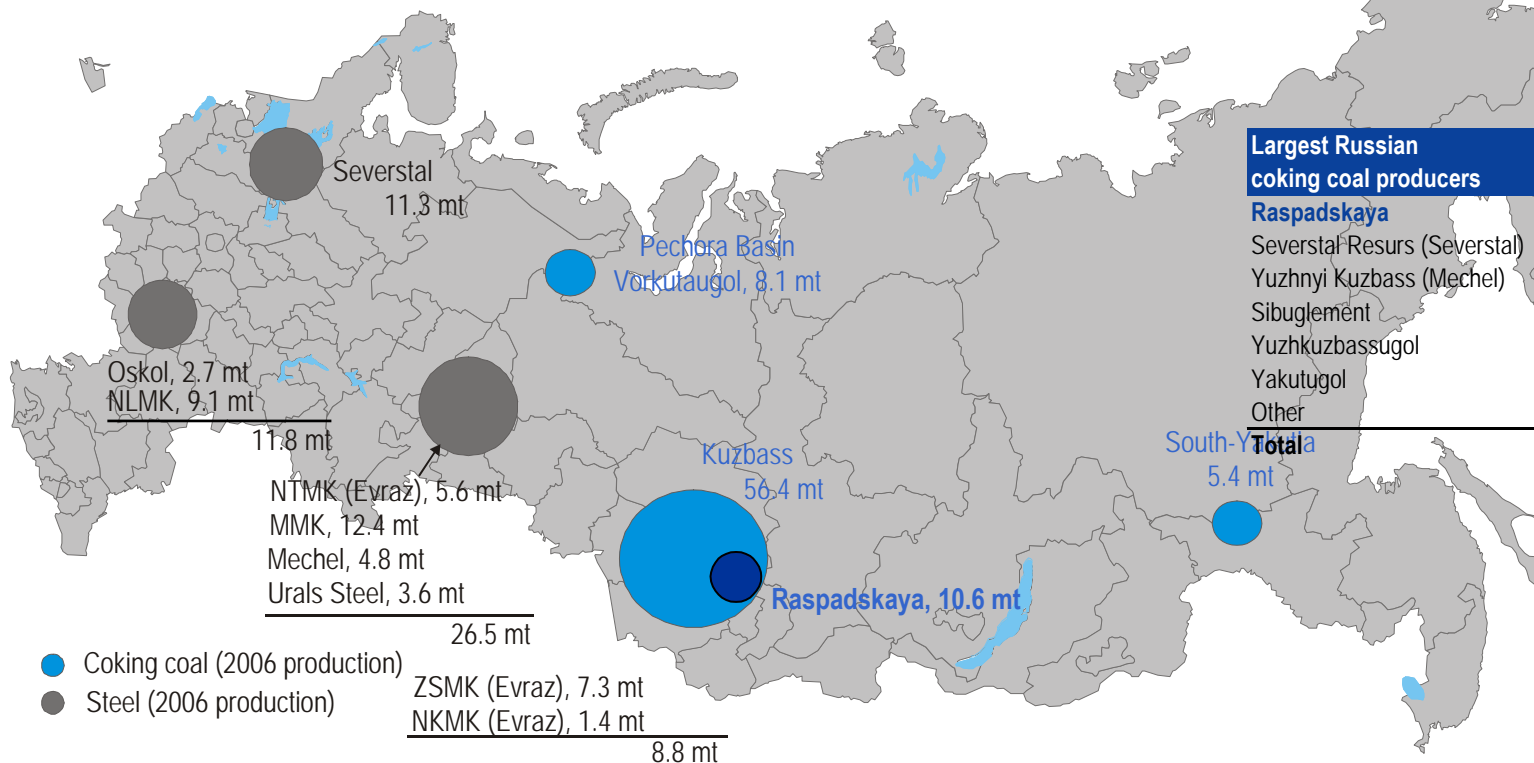 Severstal
11.3 mt
Pechora Basin
Vorkutaugol, 8.1 mt
Oskol, 2.7 mt
NLMK, 9.1 mt
11.8 mt
NTMK (Evraz), 5.6 mt
MMK, 12.4 mt
Mechel, 4.8 mt
Urals Steel, 3.6 mt
26.5 mt
Kuzbass
56.4 mt
Raspadskaya, 10.6 mt
ZSMK (Evraz), 7.3 mt
NKMK (Evraz), 1.4 mt
8.8 mt
South-Yakutia
5.4 mt
Coking coal (2006 production)
Steel (2006 production)
Largest Russian
coking coal producers
Raspadskaya
Severstal Resurs (Severstal)
Yuzhnyi Kuzbass (Mechel)
Sibuglement
Yuzhkuzbassugol
Yakutugol
Other
Total